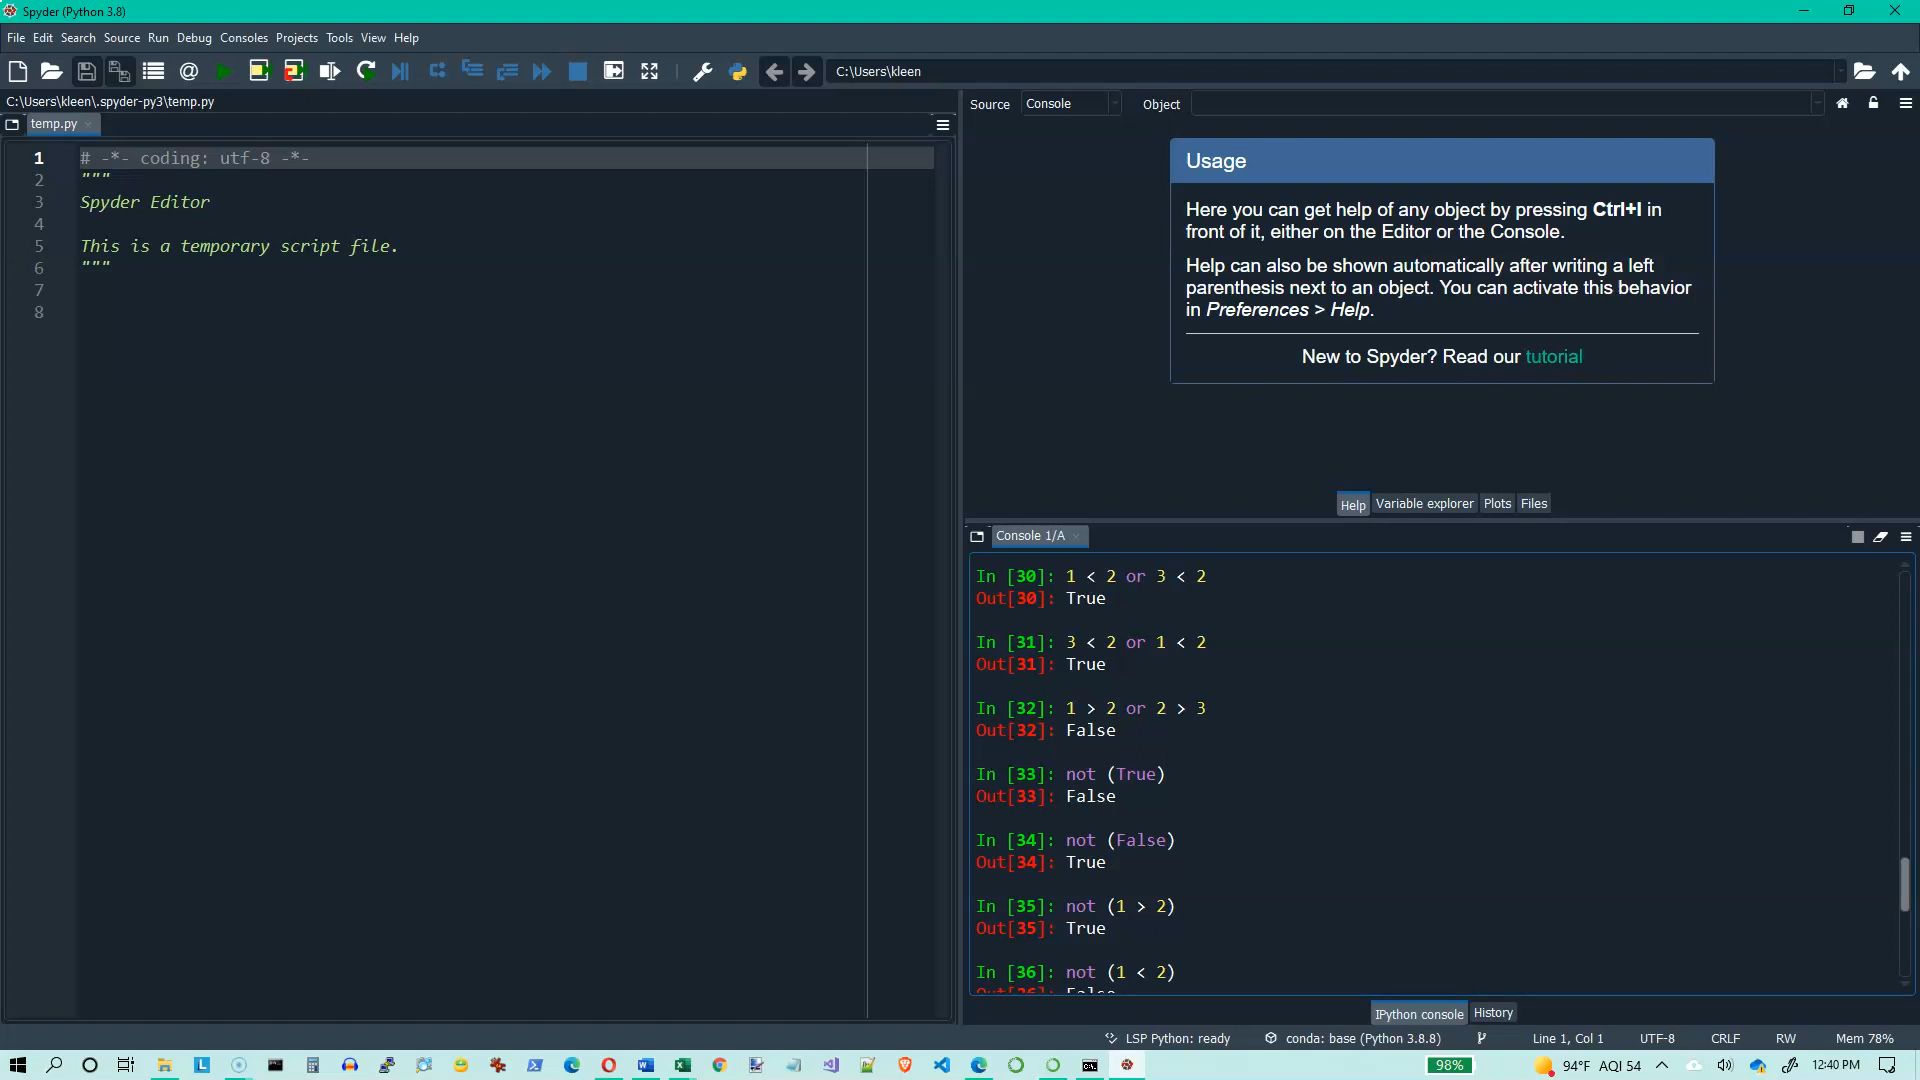 Spyder (Python 3.8)
File Edit Search Source Run Debug Consoles Projects Tools View Help
C:\Users\kleen
C:\Users\kleen\.spyder-py3\temp.py
temp.py
1 # -*- coding: utf-8 -*-
2 """
3 Spyder Editor
4
5 This is a temporary script file.
6 """
7
8
Source Console Object
Usage
Here you can get help of any object by pressing Ctrl+I in
front of it, either on the Editor or the Console.
Help can also be shown automatically after writing a left
parenthesis next to an object. You can activate this behavior
in Preferences > Help.
New to Spyder? Read our tutorial
Help Variable explorer Plots Files
Console 1/A
In [30]: 1 < 2 or 3 < 2
Out[30]: True
In [31]: 3 < 2 or 1 < 2
Out[31]: True
In [32]: 1 > 2 or 2 > 3
Out[32]: False
In [33]: not (True)
Out[33]: False
In [34]: not (False)
Out[34]: True
In [35]: not (1 > 2)
Out[35]: True
In [36]: not (1 < 2)
Out[36]: False
IPython console History
LSP Python: ready conda: base (Python 3.8.8) Line 1, Col 1 UTF-8 CRLF RW Mem 78%
98% 94°F AQI 54 12:40 PM